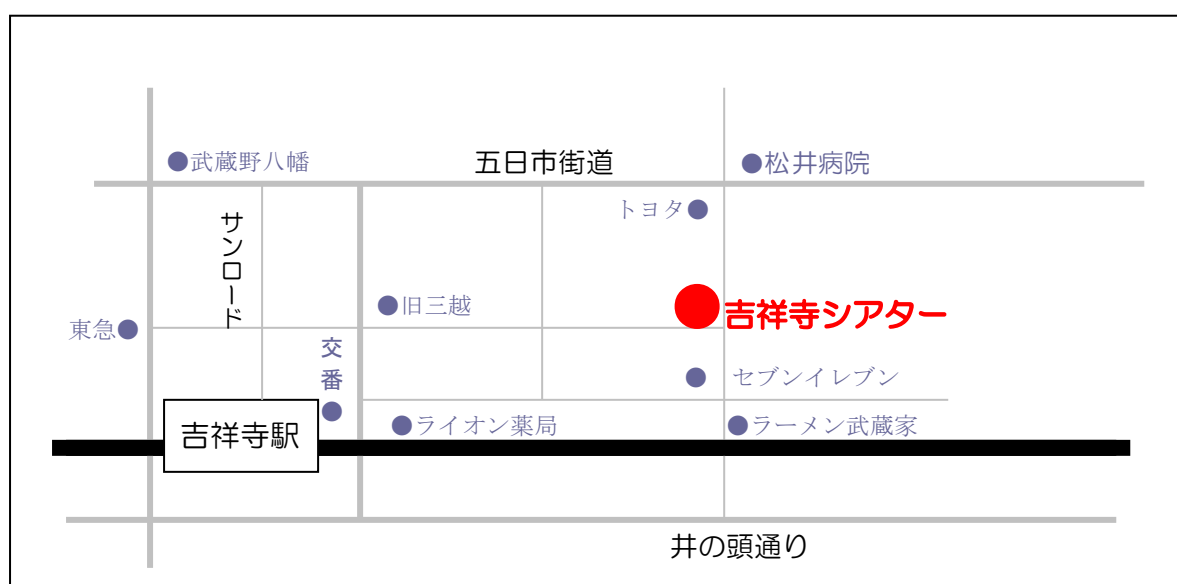 ●武蔵野八幡
五日市街道
●松井病院
サンロード
トヨタ●
●旧三越
吉祥寺シアター
東急●
交番
セブンイレブン
●ライオン薬局
●ラーメン武蔵家
吉祥寺駅
井の頭通り